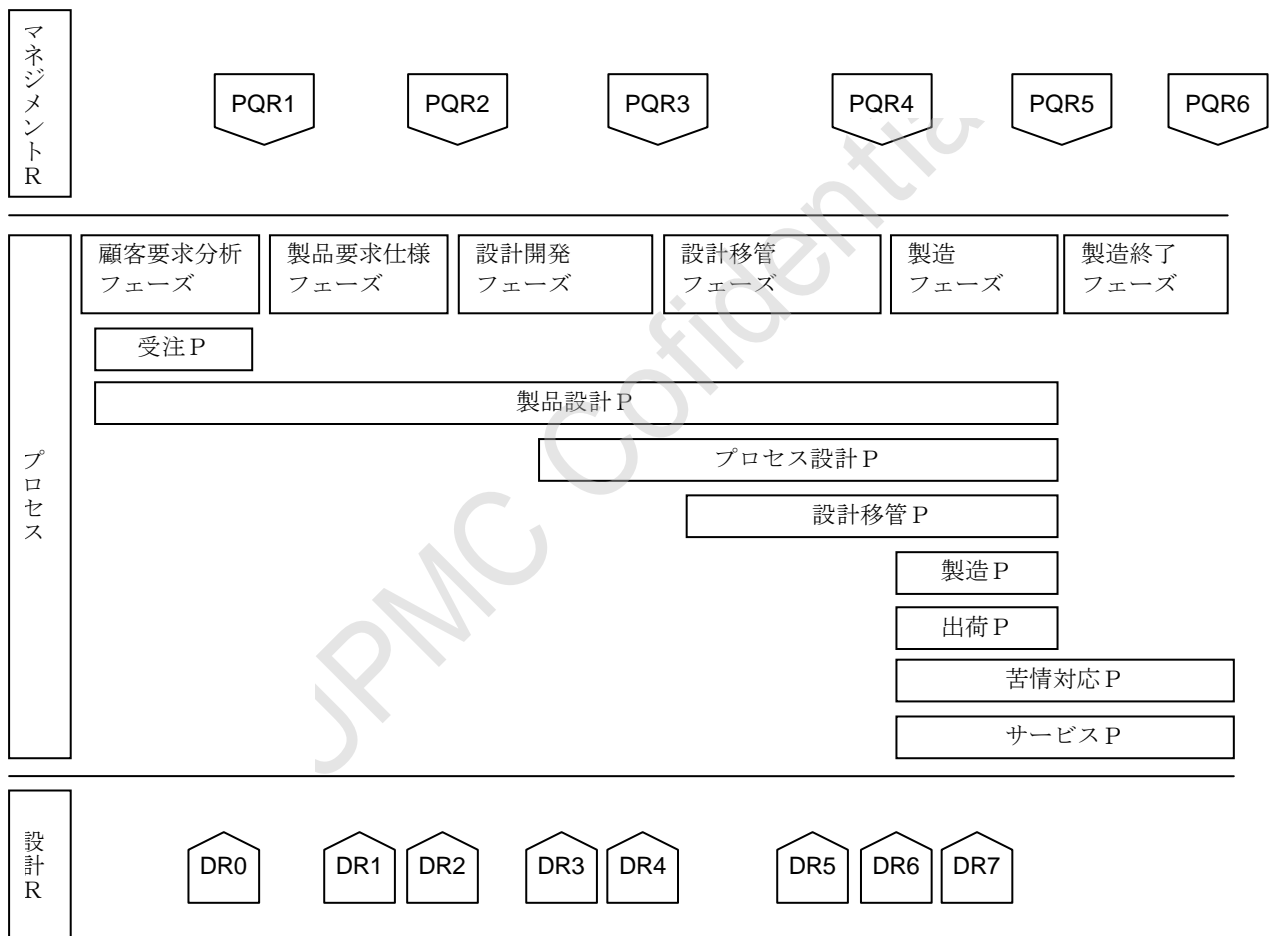 マネジメントR
PQR1
PQR2
PQR3
PQR4
PQR5
PQR6
プロセス
顧客要求分析
フェーズ
製品要求仕様
フェーズ
設計開発
フェーズ
設計移管
フェーズ
製造
フェーズ
製造終了
フェーズ
受注P
製品設計P
プロセス設計P
設計移管P
製造P
出荷P
苦情対応P
サービスP
設計R
DR0
DR1
DR2
DR3
DR4
DR5
DR6
DR7
JPMC Cofidential